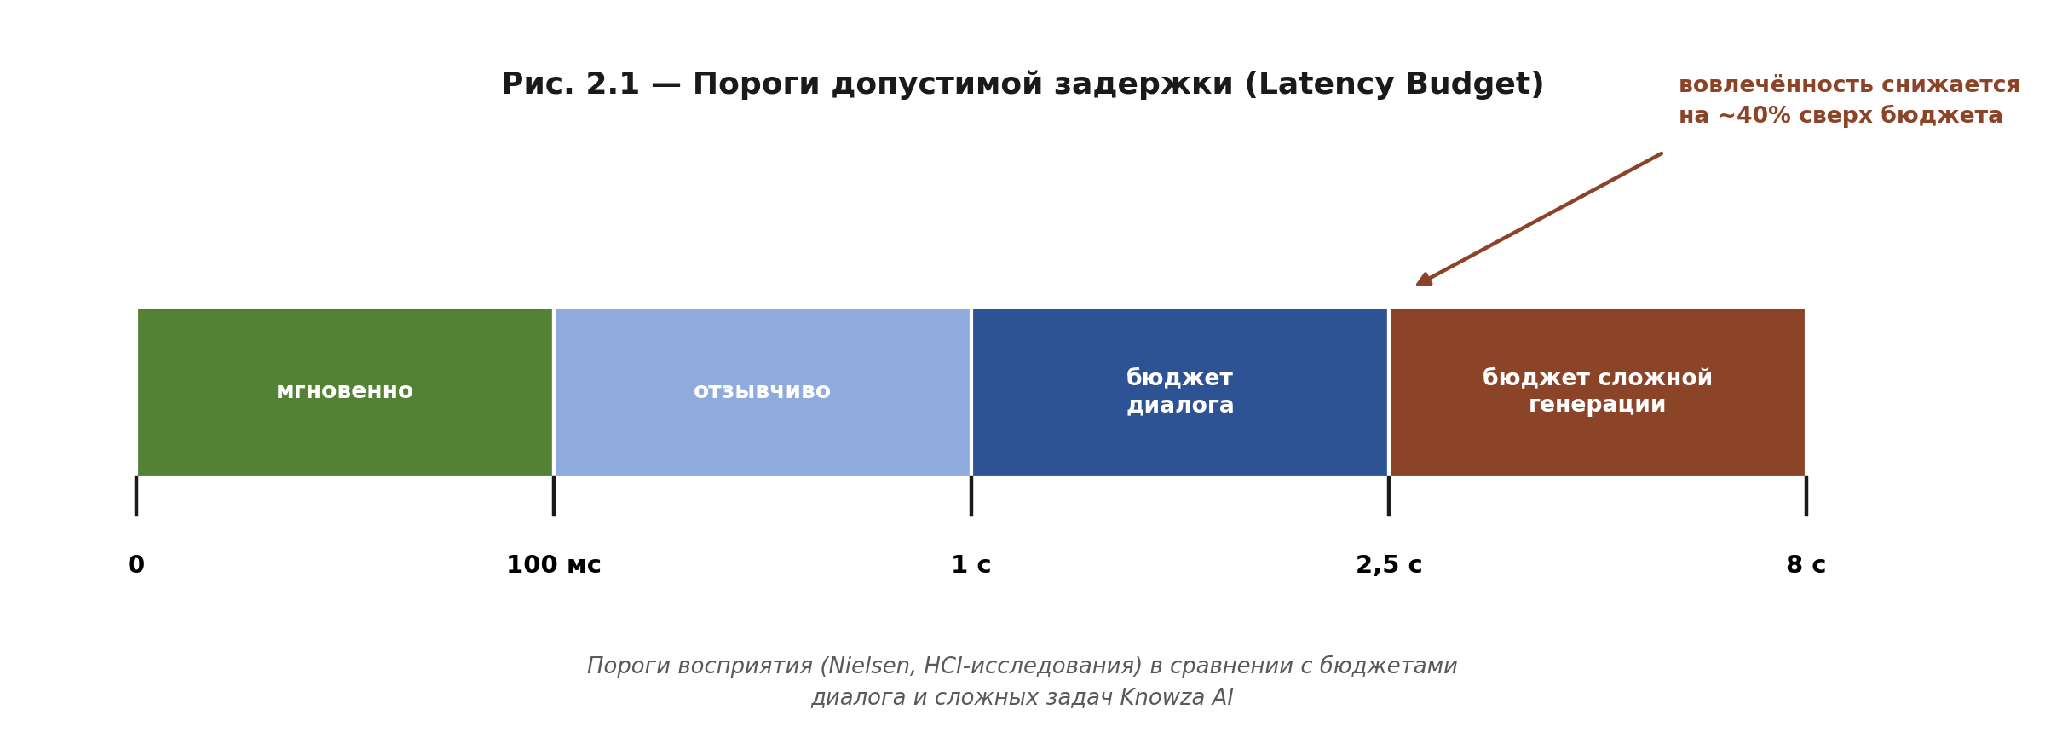 Рис. 2.1 — Пороги допустимой задержки (Latency Budget)
вовлечённость снижается
на ~40% сверх бюджета
мгновенно
отзывчиво
бюджет
диалога
бюджет сложной
генерации
0
100 мс
1 с
2,5 с
8 с
Пороги восприятия (Nielsen, HCI-исследования) в сравнении с бюджетами
диалога и сложных задач Knowza AI